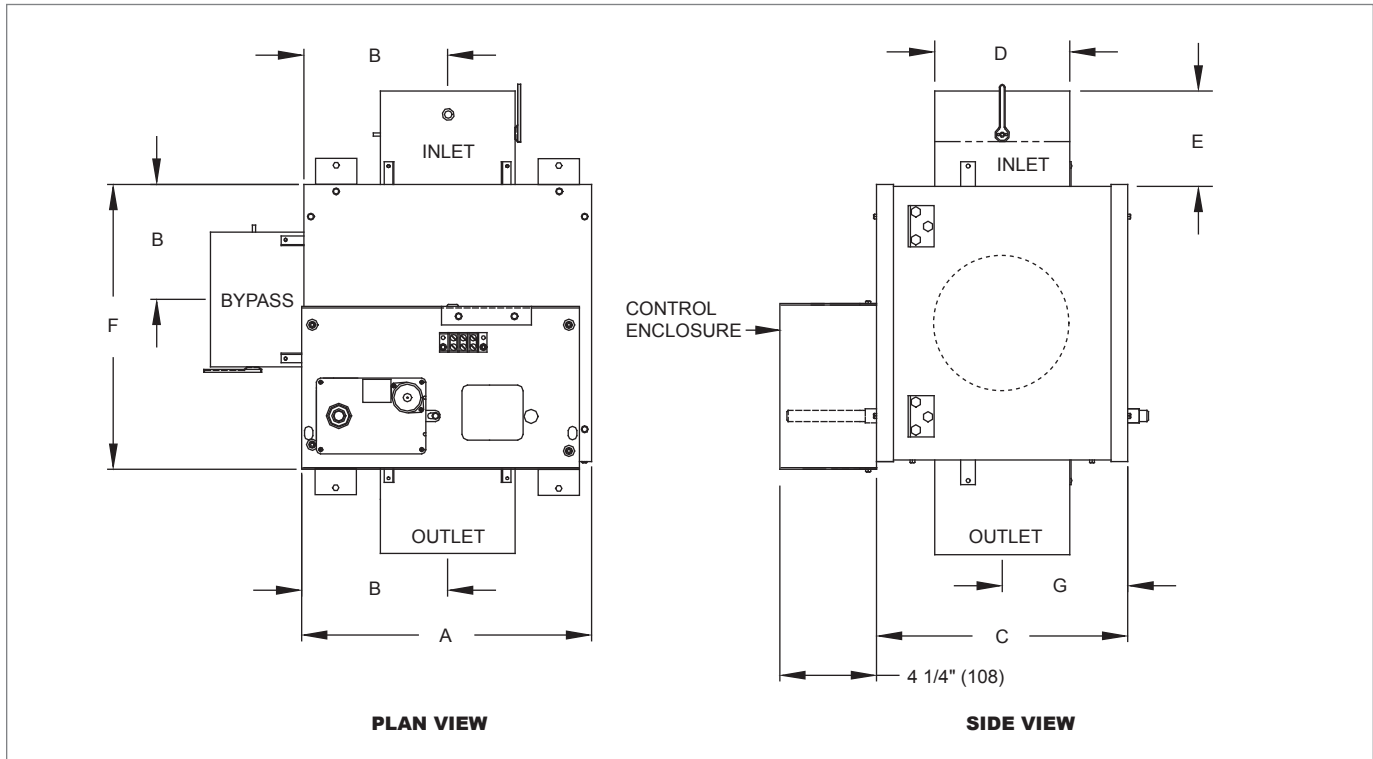 B
INLET
B
BYPASS
F
OUTLET
B
A
PLAN VIEW
D
E
INLET
CONTROL
ENCLOSURE
OUTLET
G
C
4 1/4" (108)
SIDE VIEW